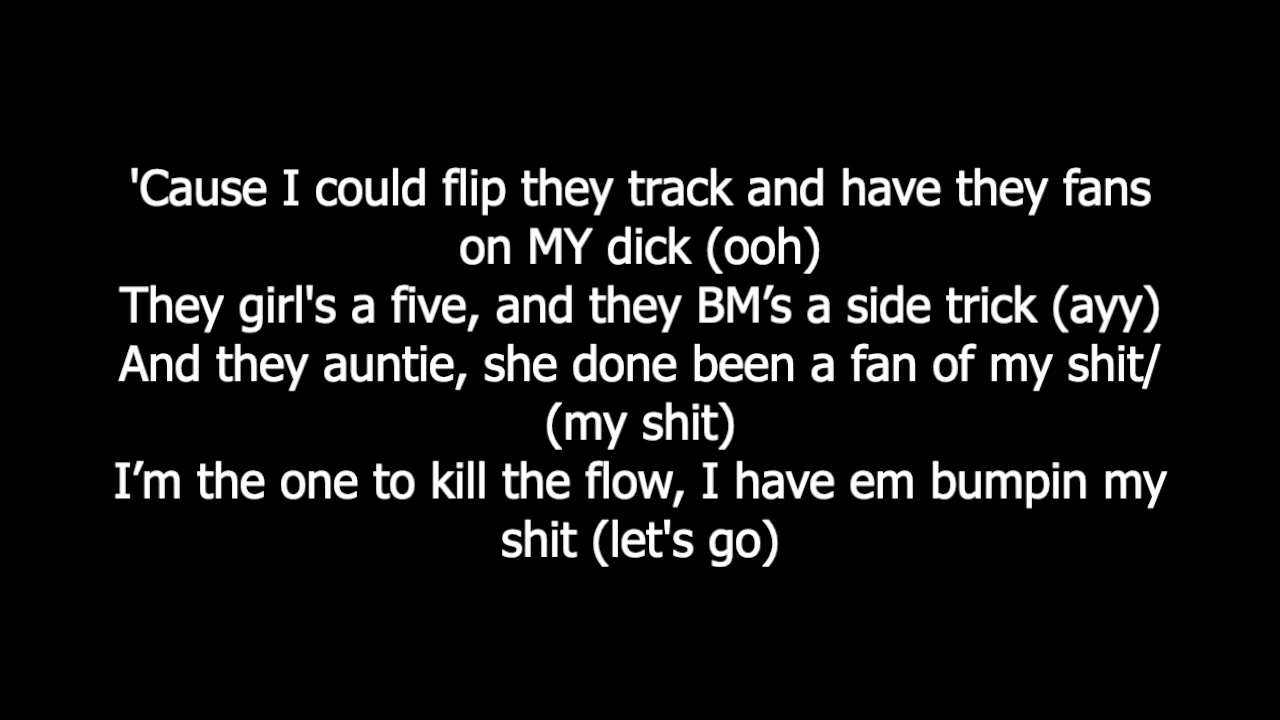 'Cause I could flip they track and have they fans
on MY dick (ooh)
They girl's a five, and they BM’s a side trick (ayy)
And they auntie, she done been a fan of my shit/
(my shit)
I’m the one to kill the flow, I have em bumpin my
shit (let's go)